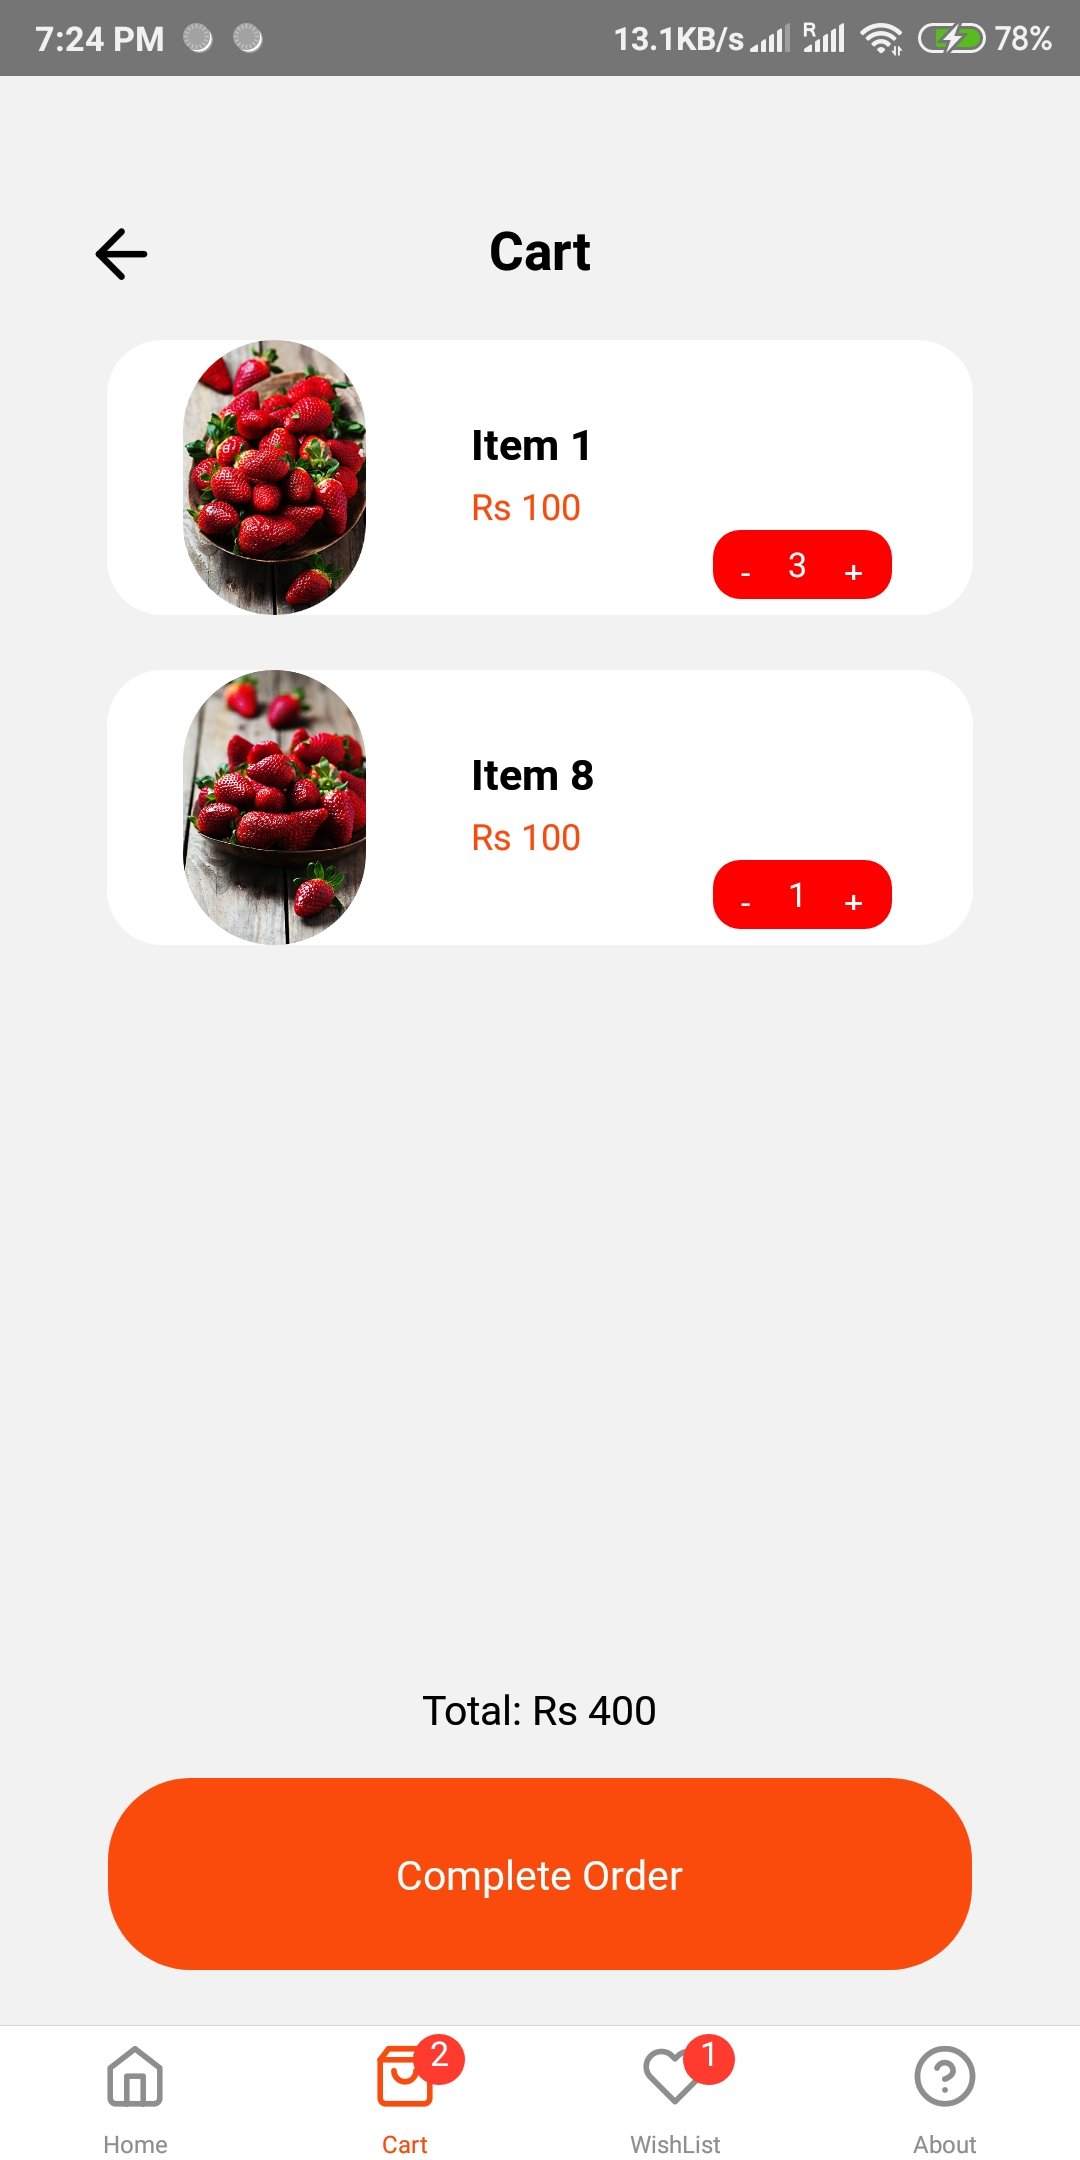 7:24 PM 13.1KB/s R 78%
Cart
Item 1
Rs 100
- 3 +
Item 8
Rs 100
- 1 +
Total: Rs 400
Complete Order
2 1
Home Cart WishList About